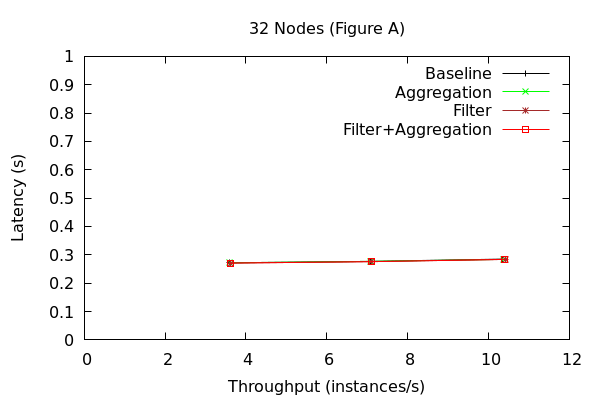 32 Nodes (Figure A)
Baseline
Aggregation
Filter
Filter+Aggregation
Latency (s)
1
0.9
0.8
0.7
0.6
0.5
0.4
0.3
0.2
0.1
0
0 2 4 6 8 10 12
Throughput (instances/s)